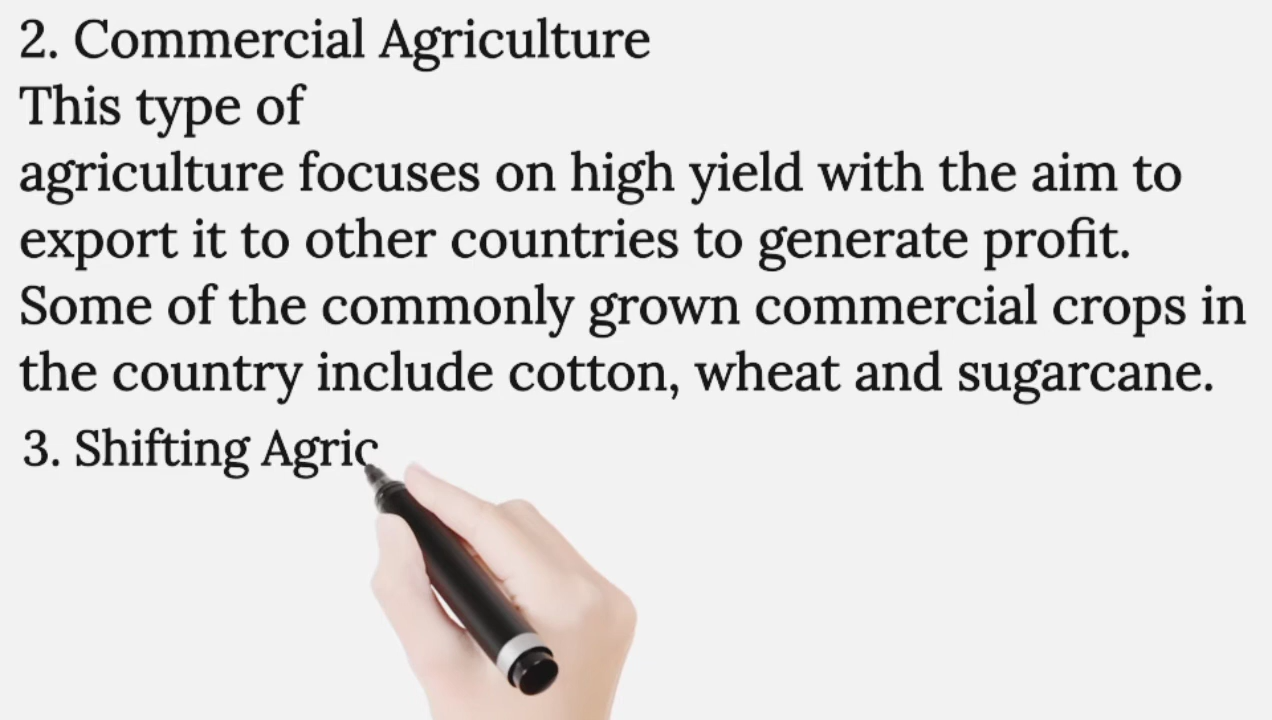 2. Commercial Agriculture
This type of
agriculture focuses on high yield with the aim to
export it to other countries to generate profit.
Some of the commonly grown commercial crops in
the country include cotton, wheat and sugarcane.
3. Shifting Agric